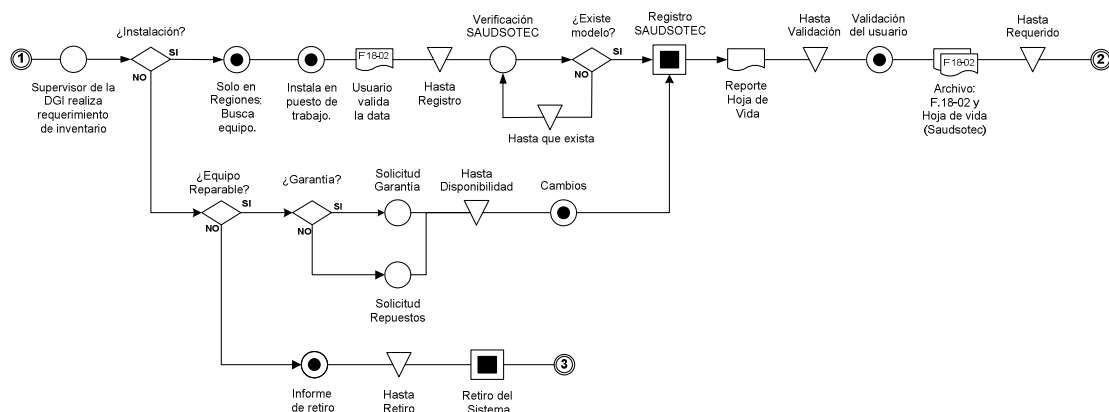 1
Supervisor de la
DGI realiza
requerimiento
de inventario
¿Instalación?
SI
NO
Solo en
Regiones;
Busca
equipo.
Instala en
puesto de
trabajo.
F 18-02
Usuario
valida
la data
Hasta
Registro
Verificación
SAUDSOTEC
¿Existe
modelo?
SI
NO
Hasta que exista
Registro
SAUDSOTEC
Reporte
Hoja de
Vida
Hasta
Validación
Validación
del usuario
F 18-02
Archivo:
F.18-02 y
Hoja de vida
(Saudsotec)
Hasta
Requerido
2
¿Equipo
Reparable?
SI
NO
¿Garantía?
SI
NO
Solicitud
Garantía
Solicitud
Repuestos
Hasta
Disponibilidad
Cambios
Informe
de retiro
Hasta
Retiro
Retiro del
Sistema
3